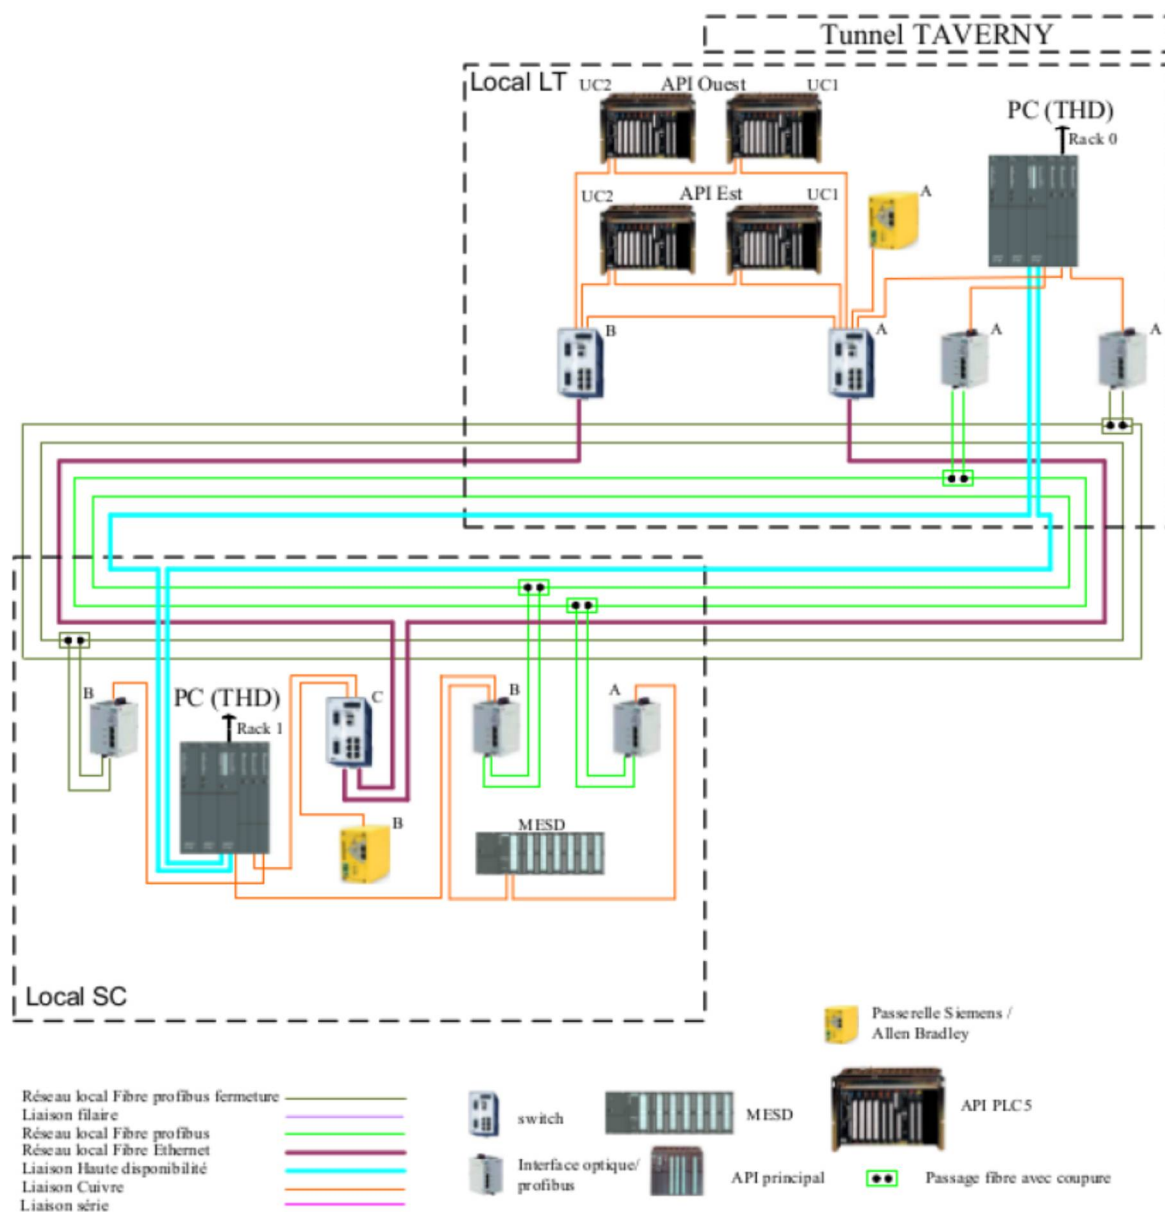 Tunnel TAVERNY
Local LT
UC2
API Ouest
UC1
PC (THD)
Rack 0
UC2
API Est
UC1
A
B
A
A
A
B
PC (THD)
Rack 1
C
B
A
B
MESD
Local SC
Passerelle Siemens /
Allen Bradley
Réseau local Fibre profibus fermeture
Liaison filaire
Réseau local Fibre profibus
Réseau local Fibre Ethernet
Liaison Haute disponibilité
Liaison Cuivre
Liaison série
switch
Interface optique/
profibus
MESD
API principal
API PLC5
Passage fibre avec coupure